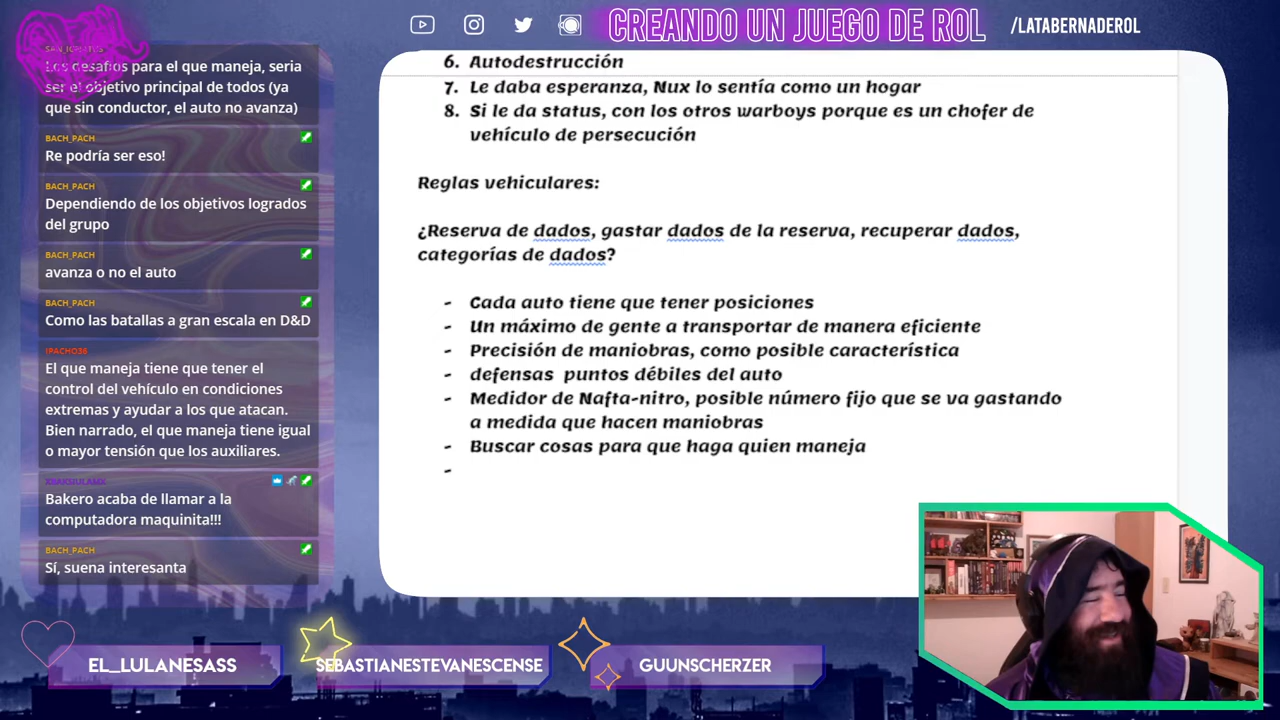 CREANDO UN JUEGO DE ROL
/LATABERNADEROL
SAN_IGNATIUS
Los desafíos para el que maneja, seria
ser el objetivo principal de todos (ya
que sin conductor, el auto no avanza)
BACH_PACH
Re podría ser eso!
BACH_PACH
Dependiendo de los objetivos logrados
del grupo
BACH_PACH
avanza o no el auto
BACH_PACH
Como las batallas a gran escala en D&D
IPACHO36
El que maneja tiene que tener el
control del vehículo en condiciones
extremas y ayudar a los que atacan.
Bien narrado, el que maneja tiene igual
o mayor tensión que los auxiliares.
Bakero acaba de llamar a la
computadora maquinita!!!
BACH_PACH
Sí, suena interesanta
6. Autodestrucción
7. Le daba esperanza, Nux lo sentía como un hogar
8. Si le da status, con los otros warboys porque es un chofer de
vehículo de persecución
Reglas vehiculares:
¿Reserva de dados, gastar dados de la reserva, recuperar dados,
categorías de dados?
- Cada auto tiene que tener posiciones
- Un máximo de gente a transportar de manera eficiente
- Precisión de maniobras, como posible característica
- defensas puntos débiles del auto
- Medidor de Nafta-nitro, posible número fijo que se va gastando
a medida que hacen maniobras
- Buscar cosas para que haga quien maneja
-
EL_LULANESASS
SEBASTIANESTEVANESCENSE
GUUNSCHERZER